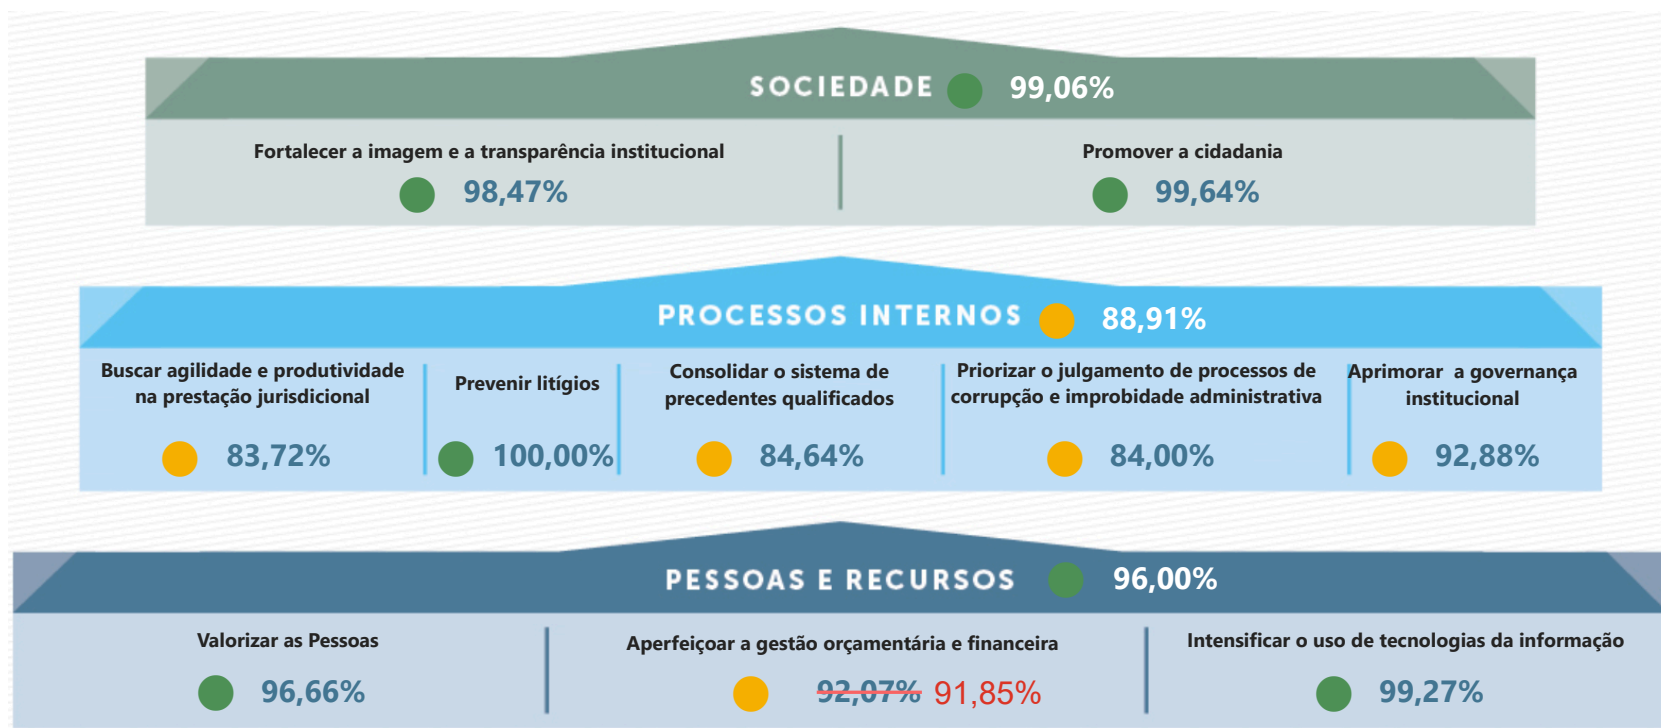 SOCIEDADE 99,06%
Fortalecer a imagem e a transparência institucional
98,47%
Promover a cidadania
99,64%
PROCESSOS INTERNOS 88,91%
Buscar agilidade e produtividade
na prestação jurisdicional
83,72%
Prevenir litígios
100,00%
Consolidar o sistema de
precedentes qualificados
84,64%
Priorizar o julgamento de processos de
corrupção e improbidade administrativa
84,00%
Aprimorar a governança
institucional
92,88%
PESSOAS E RECURSOS 96,00%
Valorizar as Pessoas
96,66%
Aperfeiçoar a gestão orçamentária e financeira
92,07% 91,85%
Intensificar o uso de tecnologias da informação
99,27%